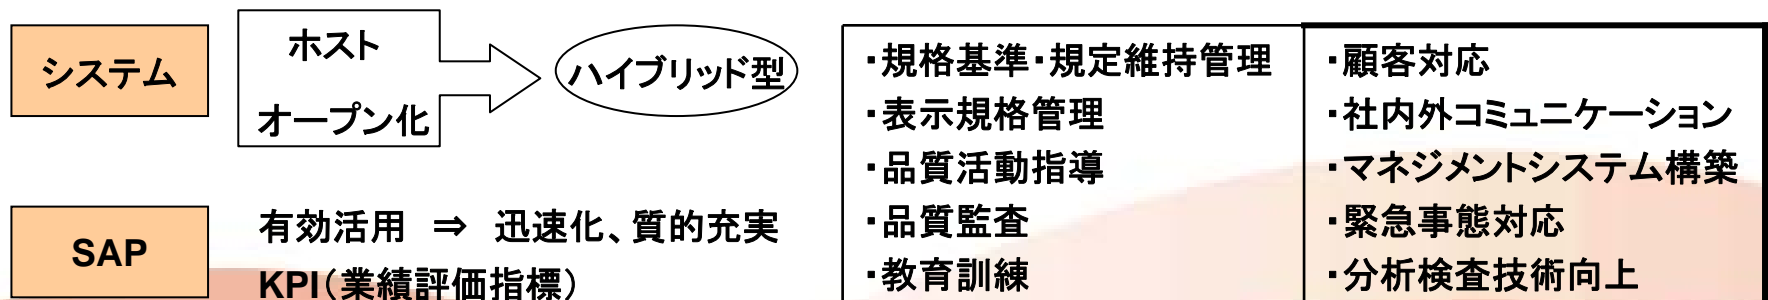 システム
ホスト
オープン化
ハイブリッド型
SAP
有効活用 ⇒ 迅速化、質的充実
KPI(業績評価指標)
・規格基準・規定維持管理
・表示規格管理
・品質活動指導
・品質監査
・教育訓練
・顧客対応
・社内外コミュニケーション
・マネジメントシステム構築
・緊急事態対応
・分析検査技術向上